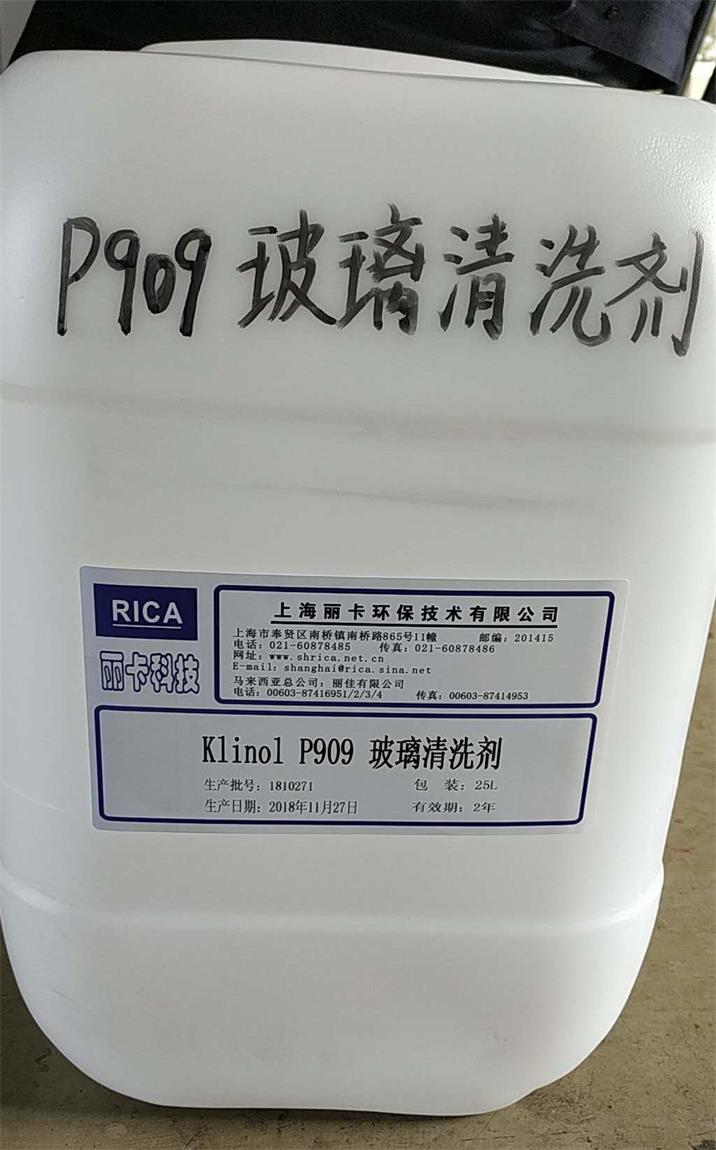 P909 玻璃清洗剂
RICA
丽卡科技
上海丽卡环保技术有限公司
上海市奉贤区南桥镇南桥路865号11幢 邮编：201415
电话：021-60878485 传真：021-60878486
网址：www.shrica.net.cn
E-mail：shanghai@rica.sina.net
马来西亚总公司：丽佳有限公司
电话：00603-87416951/2/3/4 传真：00603-87414953
Klinol P909 玻璃清洗剂
生产批号：1810271 包 装：25L
生产日期：2018年11月27日 有效期：2年